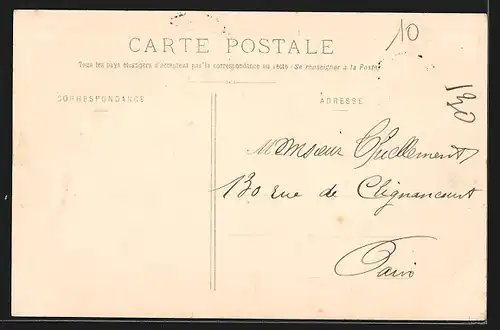 10
CARTE POSTALE
Tous les pays étrangers n'acceptent pas la correspondance au recto (Se renseigner à la Poste)
CORRESPONDANCE
ADRESSE
Monsieur
130 rue de Clignancourt
Paris